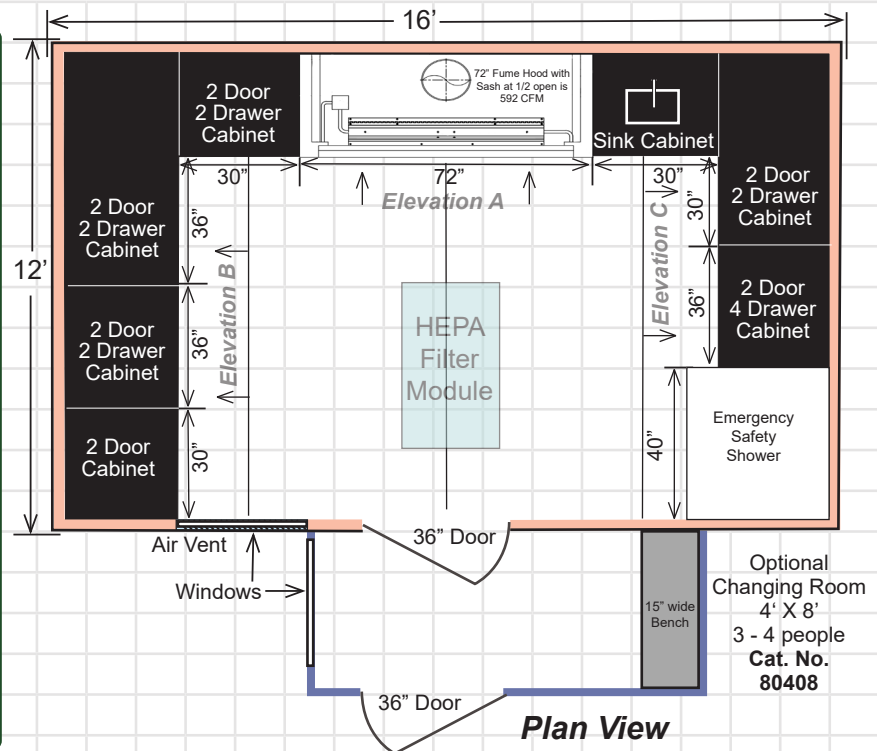 16’
12’
2 Door
2 Drawer
Cabinet
72” Fume Hood with
Sash at 1/2 open is
592 CFM
Sink Cabinet
30”
72”
30”
Elevation A
2 Door
2 Drawer
Cabinet
36”
2 Door
2 Drawer
Cabinet
30”
Elevation B
Elevation C
HEPA
Filter
Module
2 Door
2 Drawer
Cabinet
36”
2 Door
4 Drawer
Cabinet
36”
2 Door
Cabinet
30”
40”
Emergency
Safety
Shower
Air Vent
36” Door
Windows
15” wide
Bench
Optional
Changing Room
4‘ X 8’
3 - 4 people
Cat. No.
80408
36” Door
Plan View